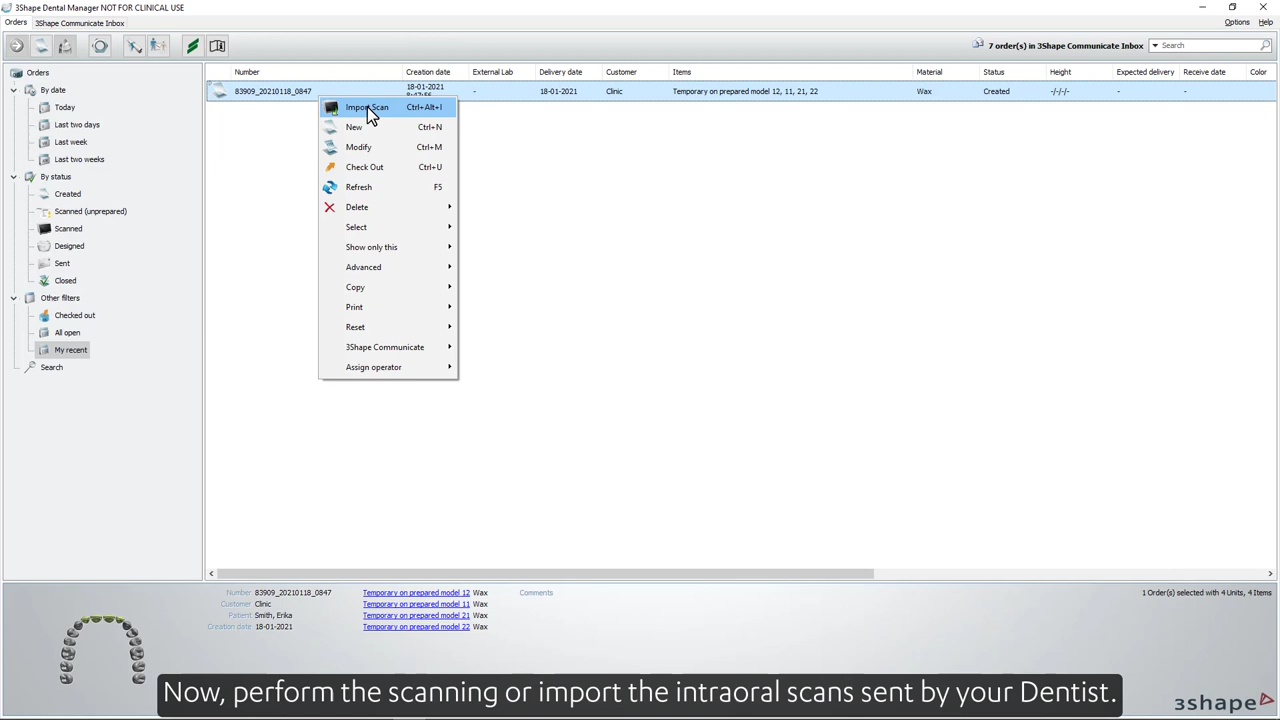 3Shape Dental Manager NOT FOR CLINICAL USE
Orders 3Shape Communicate Inbox
Options Help
7 order(s) in 3Shape Communicate Inbox Search
Number Creation date External Lab Delivery date Customer Items Material Status Height Expected delivery Receive date Color
83909_20210118_0847 18-01-2021 - 18-01-2021 Clinic Temporary on prepared model 12, 11, 21, 22 Wax Created -/-/-/-
Orders
By date
Today
Last two days
Last week
Last two weeks
By status
Created
Scanned (unprepared)
Scanned
Designed
Sent
Closed
Other filters
Checked out
All open
My recent
Search
Import Scan Ctrl+Alt+I
New Ctrl+N
Modify Ctrl+M
Check Out Ctrl+U
Refresh F5
Delete
Select
Show only this
Advanced
Copy
Print
Reset
3Shape Communicate
Assign operator
Number 83909_20210118_0847 Temporary on prepared model 12 Wax Comments 1 Order(s) selected with 4 Units, 4 Items
Customer Clinic Temporary on prepared model 11 Wax
Patient Smith, Erika Temporary on prepared model 21 Wax
Creation date 18-01-2021 Temporary on prepared model 22 Wax
Now, perform the scanning or import the intraoral scans sent by your Dentist.
3shape